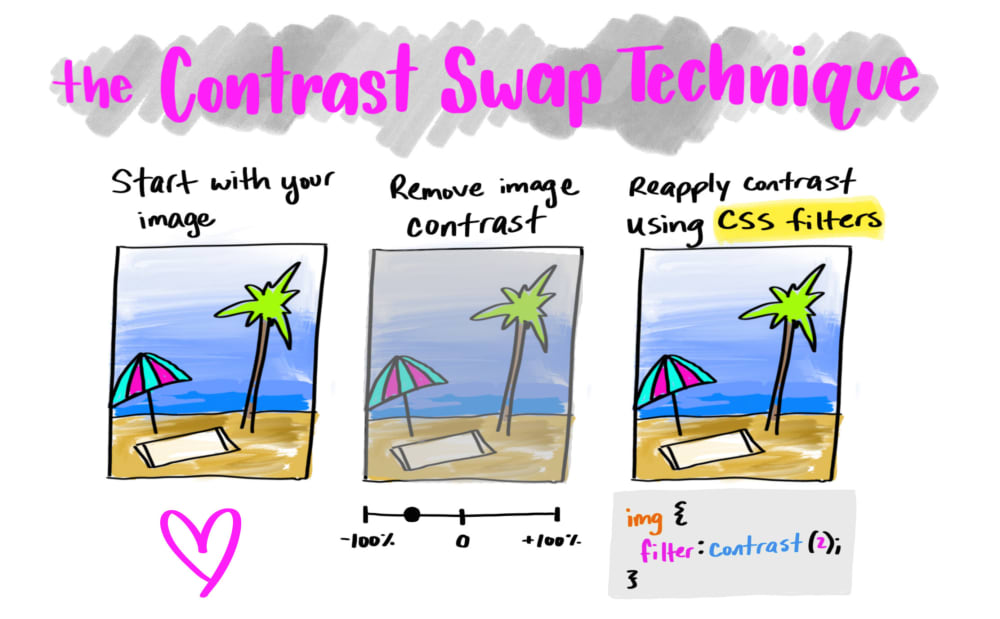 the Contrast Swap Technique
Start with your
image
Remove image
contrast
Reapply contrast
using CSS filters
-100%
0
+100%
img {
filter: contrast (2);
}